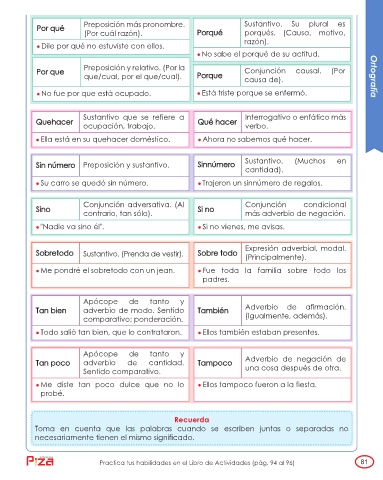 Por qué
Preposición más pronombre.
(Por cuál razón).
• Dile por qué no estuviste con ellos.
Porqué
Sustantivo. Su plural es
porqués. (Causa, motivo,
razón).
• No sabe el porqué de su actitud.
Por que
Preposición y relativo. (Por la
que/cual, por el que/cual).
• No fue por que está ocupado.
Porque
Conjunción causal. (Por
causa de).
• Está triste porque se enfermó.
Ortografía
Quehacer
Sustantivo que se refiere a
ocupación, trabajo.
• Ella está en su quehacer doméstico.
Qué hacer
Interrogativo o enfático más
verbo.
• Ahora no sabemos qué hacer.
Sin número
Preposición y sustantivo.
• Su carro se quedó sin número.
Sinnúmero
Sustantivo. (Muchos en
cantidad).
• Trajeron un sinnúmero de regalos.
Sino
Conjunción adversativa. (Al
contrario, tan sólo).
• "Nadie va sino él".
Si no
Conjunción condicional
más adverbio de negación.
• Si no vienes, me avisas.
Sobretodo
Sustantivo. (Prenda de vestir).
• Me pondré el sobretodo con un jean.
Sobre todo
Expresión adverbial, modal.
(Principalmente).
• Fue toda la familia sobre todo los
padres.
Tan bien
Apócope de tanto y
adverbio de modo. Sentido
comparativo; ponderación.
• Todo salió tan bien, que lo contrataron.
También
Adverbio de afirmación.
(Igualmente, además).
• Ellos también estaban presentes.
Tan poco
Apócope de tanto y
adverbio de cantidad.
Sentido comparativo.
• Me diste tan poco dulce que no lo
probé.
Tampoco
Adverbio de negación de
una cosa después de otra.
• Ellos tampoco fueron a la fiesta.
Recuerda
Toma en cuenta que las palabras cuando se escriben juntas o separadas no
necesariamente tienen el mismo significado.
Practica tus habilidades en el Libro de Actividades (pág. 94 al 96)
81